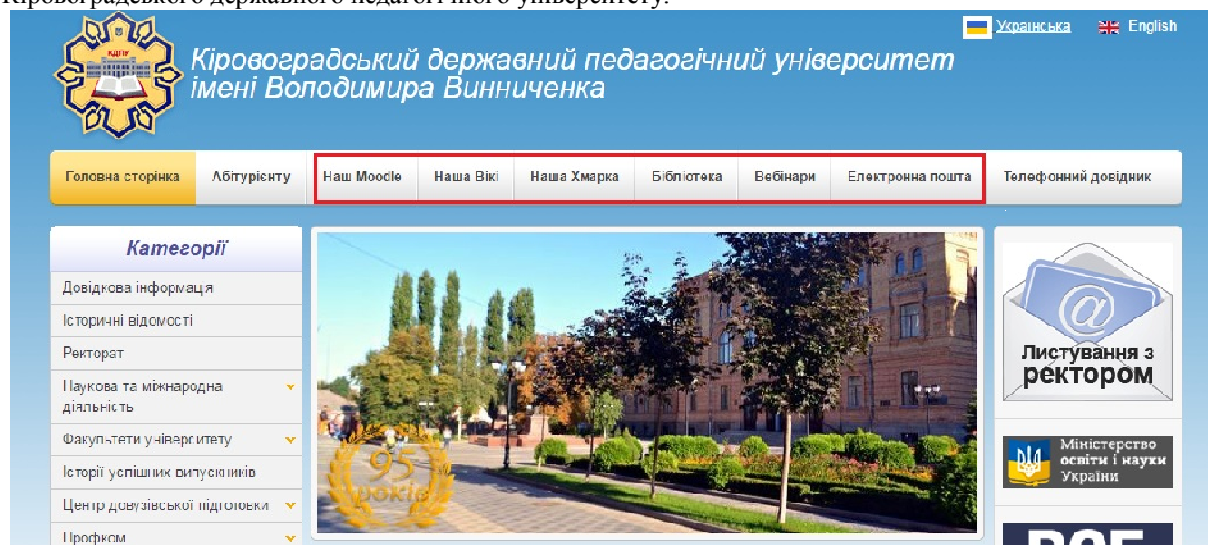 Кіровоградського державного педагогічного університету.
Українська
English
КДПУ
Кіровоградський державний педагогічний університет
імені Володимира Винниченка
Головна сторінка
Абітурієнту
Наш Moodle
Наша Вікі
Наша Хмарка
Бібліотека
Вебінари
Електронна пошта
Телефонний довідник
Категорії
Довідкова інформація
Історичні відомості
Ректорат
Наукова та міжнародна
діяльність
Факультети університету
Історії успішник випускників
Центр довузівської підготовки
Профком
95
років
@
Листування з
ректором
Міністерство
освіти і науки
України